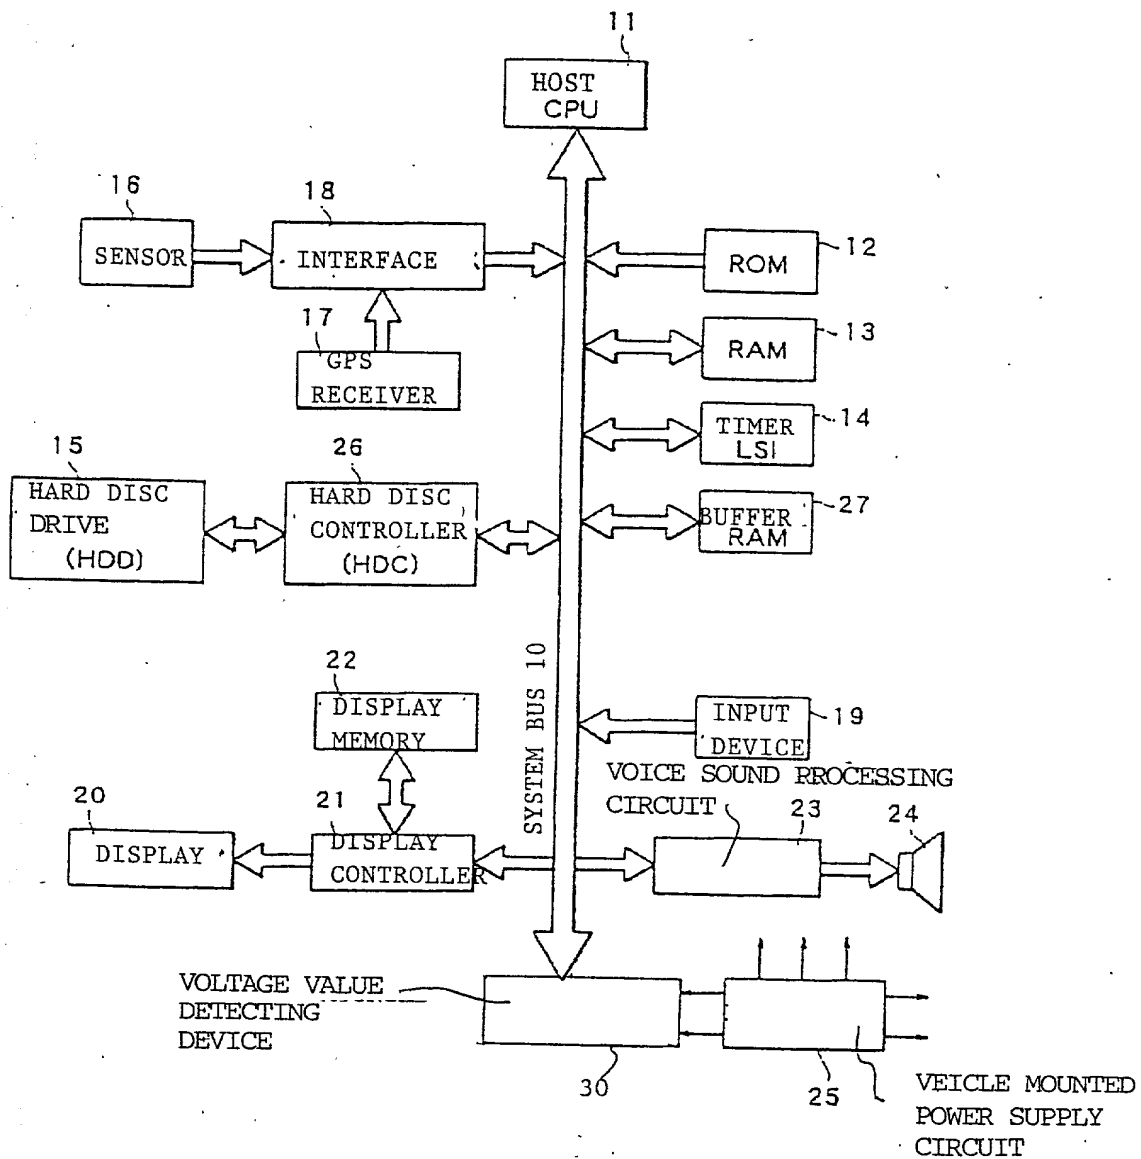 11
HOST
CPU
16
SENSOR
18
INTERFACE
12
ROM
17
GPS
RECEIVER
13
RAM
14
TIMER
LSI
15
HARD DISC
DRIVE
(HDD)
26
HARD DISC
CONTROLLER
(HDC)
27
BUFFER
RAM
SYSTEM BUS 10
22
DISPLAY
MEMORY
19
INPUT
DEVICE
VOICE SOUND RROCESSING
CIRCUIT
20
DISPLAY
21
DISPLAY
CONTROLLER
23
24
VOLTAGE VALUE
DETECTING
DEVICE
30
25
VEICLE MOUNTED
POWER SUPPLY
CIRCUIT